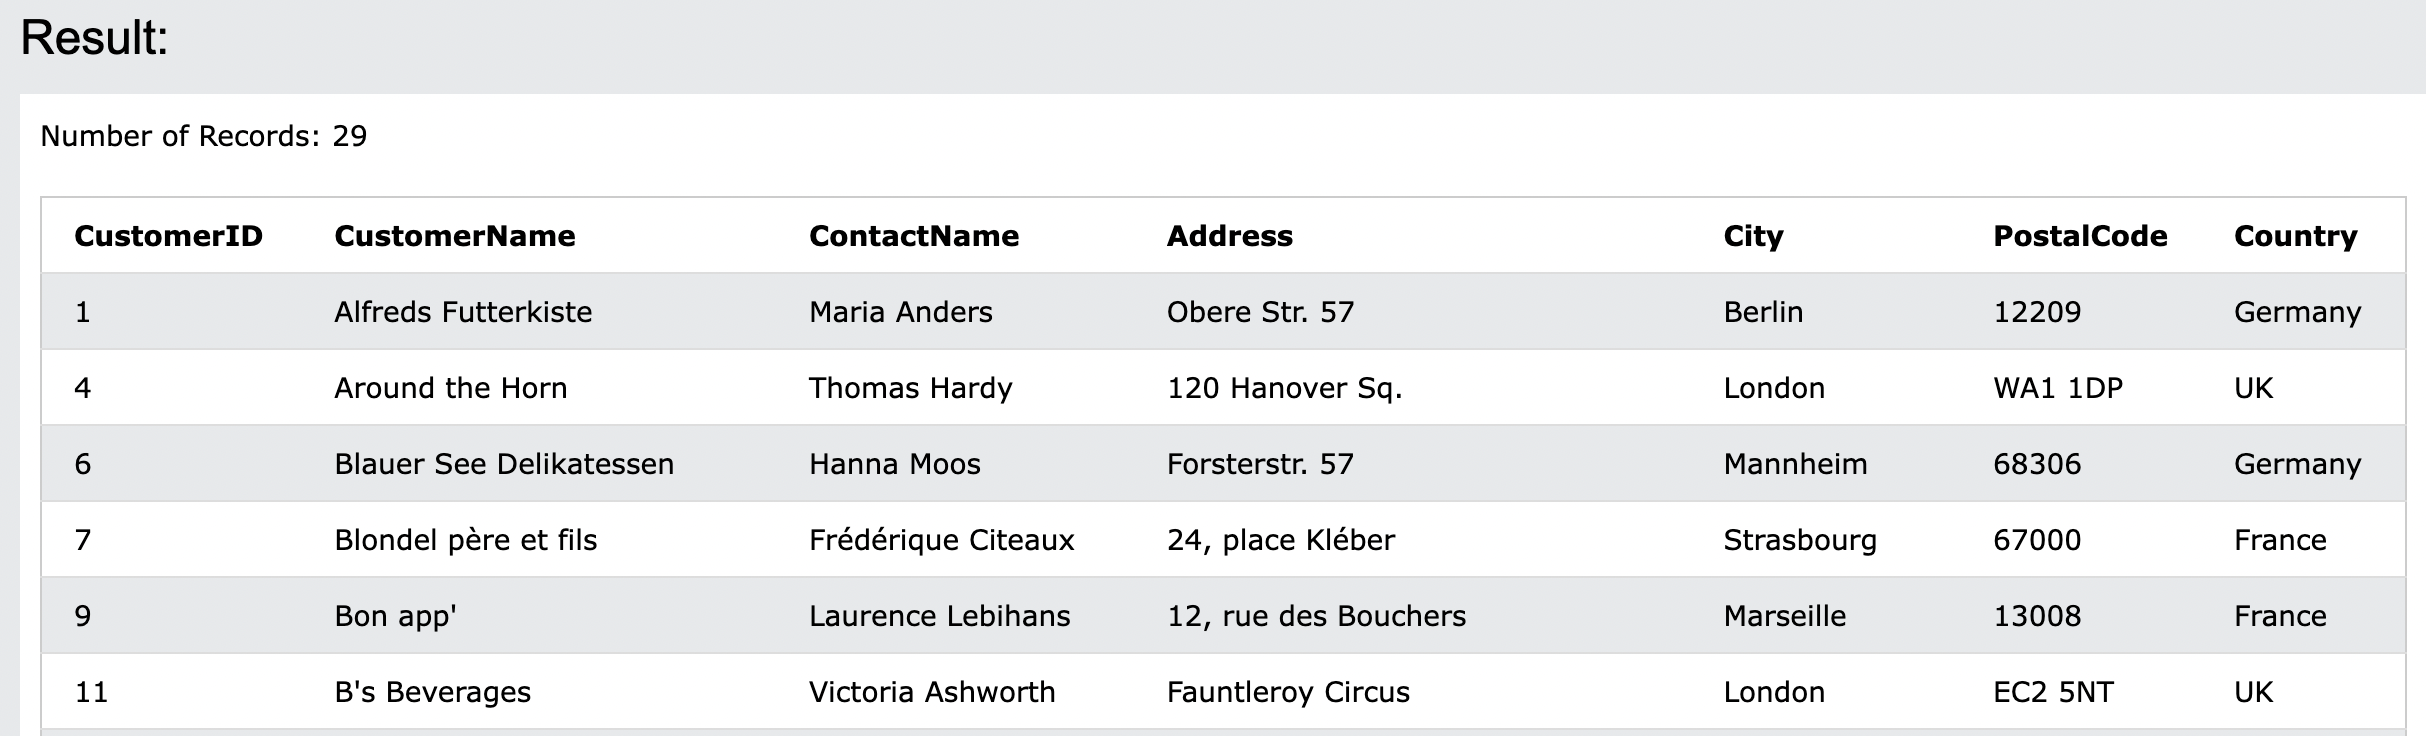 Result:
Number of Records: 29
CustomerID CustomerName ContactName Address City PostalCode Country
1 Alfreds Futterkiste Maria Anders Obere Str. 57 Berlin 12209 Germany
4 Around the Horn Thomas Hardy 120 Hanover Sq. London WA1 1DP UK
6 Blauer See Delikatessen Hanna Moos Forsterstr. 57 Mannheim 68306 Germany
7 Blondel père et fils Frédérique Citeaux 24, place Kléber Strasbourg 67000 France
9 Bon app' Laurence Lebihans 12, rue des Bouchers Marseille 13008 France
11 B's Beverages Victoria Ashworth Fauntleroy Circus London EC2 5NT UK